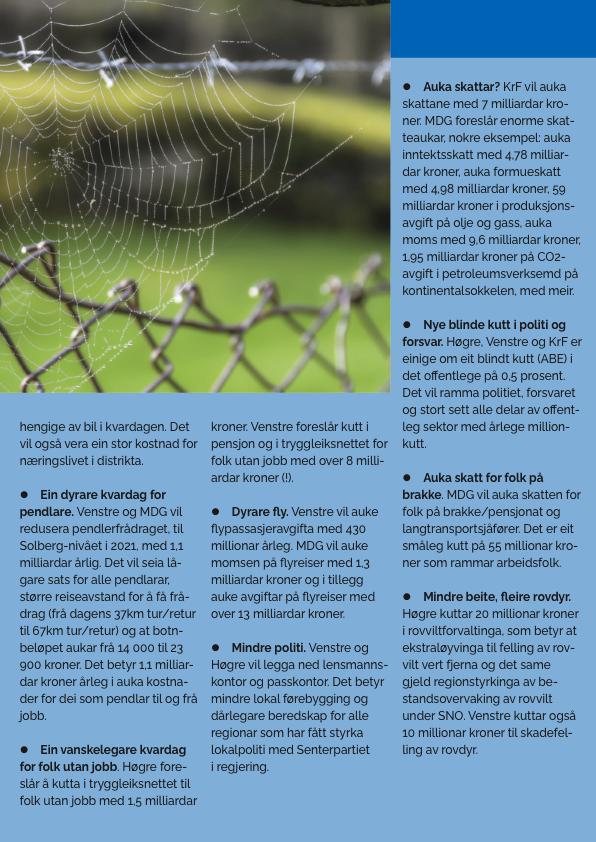 hengige av bil i kvardagen. Det
vil også vera ein stor kostnad for
næringslivet i distrikta.
● Ein dyrare kvardag for
pendlare. Venstre og MDG vil
redusera pendlerfrådraget, til
Solberg-nivået i 2021, med 1,1
milliardar årlig. Det vil seia lå-
gare sats for alle pendlarar,
større reiseavstand for å få frå-
drag (frå dagens 37km tur/retur
til 67km tur/retur) og at botn-
beløpet aukar frå 14 000 til 23
900 kroner. Det betyr 1,1 milliar-
dar kroner årleg i auka kostna-
der for dei som pendlar til og frå
jobb.
● Ein vanskelegare kvardag
for folk utan jobb. Høgre fore-
slår å kutta i tryggleiksnettet til
folk utan jobb med 1,5 milliardar
kroner. Venstre foreslår kutt i
pensjon og i tryggleiksnettet for
folk utan jobb med over 8 milli-
ardar kroner (!).
● Dyrare fly. Venstre vil auke
flypassasjeravgifta med 430
millionar årleg. MDG vil auke
momsen på flyreiser med 1,3
milliardar kroner og i tillegg
auke avgiftar på flyreiser med
over 13 milliardar kroner.
● Mindre politi. Venstre og
Høgre vil legga ned lensmanns-
kontor og passkontor. Det betyr
mindre lokal førebygging og
dårlegare beredskap for alle
regionar som har fått styrka
lokalpoliti med Senterpartiet
i regjering.
● Auka skattar? KrF vil auka
skattane med 7 milliardar kro-
ner. MDG foreslår enorme skat-
teaukar, nokre eksempel: auka
inntektsskatt med 4,78 milliar-
dar kroner, auka formueskatt
med 4,98 milliardar kroner, 59
milliardar kroner i produksjons-
avgift på olje og gass, auka
moms med 9,6 milliardar kroner,
1,95 milliardar kroner på CO2-
avgift i petroleumsverksemd på
kontinentalsokkelen, med meir.
● Nye blinde kutt i politi og
forsvar. Høgre, Venstre og KrF er
einige om eit blindt kutt (ABE) i
det offentlege på 0,5 prosent.
Det vil ramma politiet, forsvaret
og stort sett alle delar av offent-
leg sektor med årlege million-
kutt.
● Auka skatt for folk på
brakke. MDG vil auka skatten for
folk på brakke/pensjonat og
langtransportsjåfører. Det er eit
småleg kutt på 55 millionar kro-
ner som rammar arbeidsfolk.
● Mindre beite, fleire rovdyr.
Høgre kuttar 20 millionar kroner
i rovviltforvaltinga, som betyr at
ekstraløyvinga til felling av rov-
vilt vert fjerna og det same
gjeld regionstyrkinga av be-
standsovervaking av rovvilt
under SNO. Venstre kuttar også
10 millionar kroner til skadefel-
ling av rovdyr.